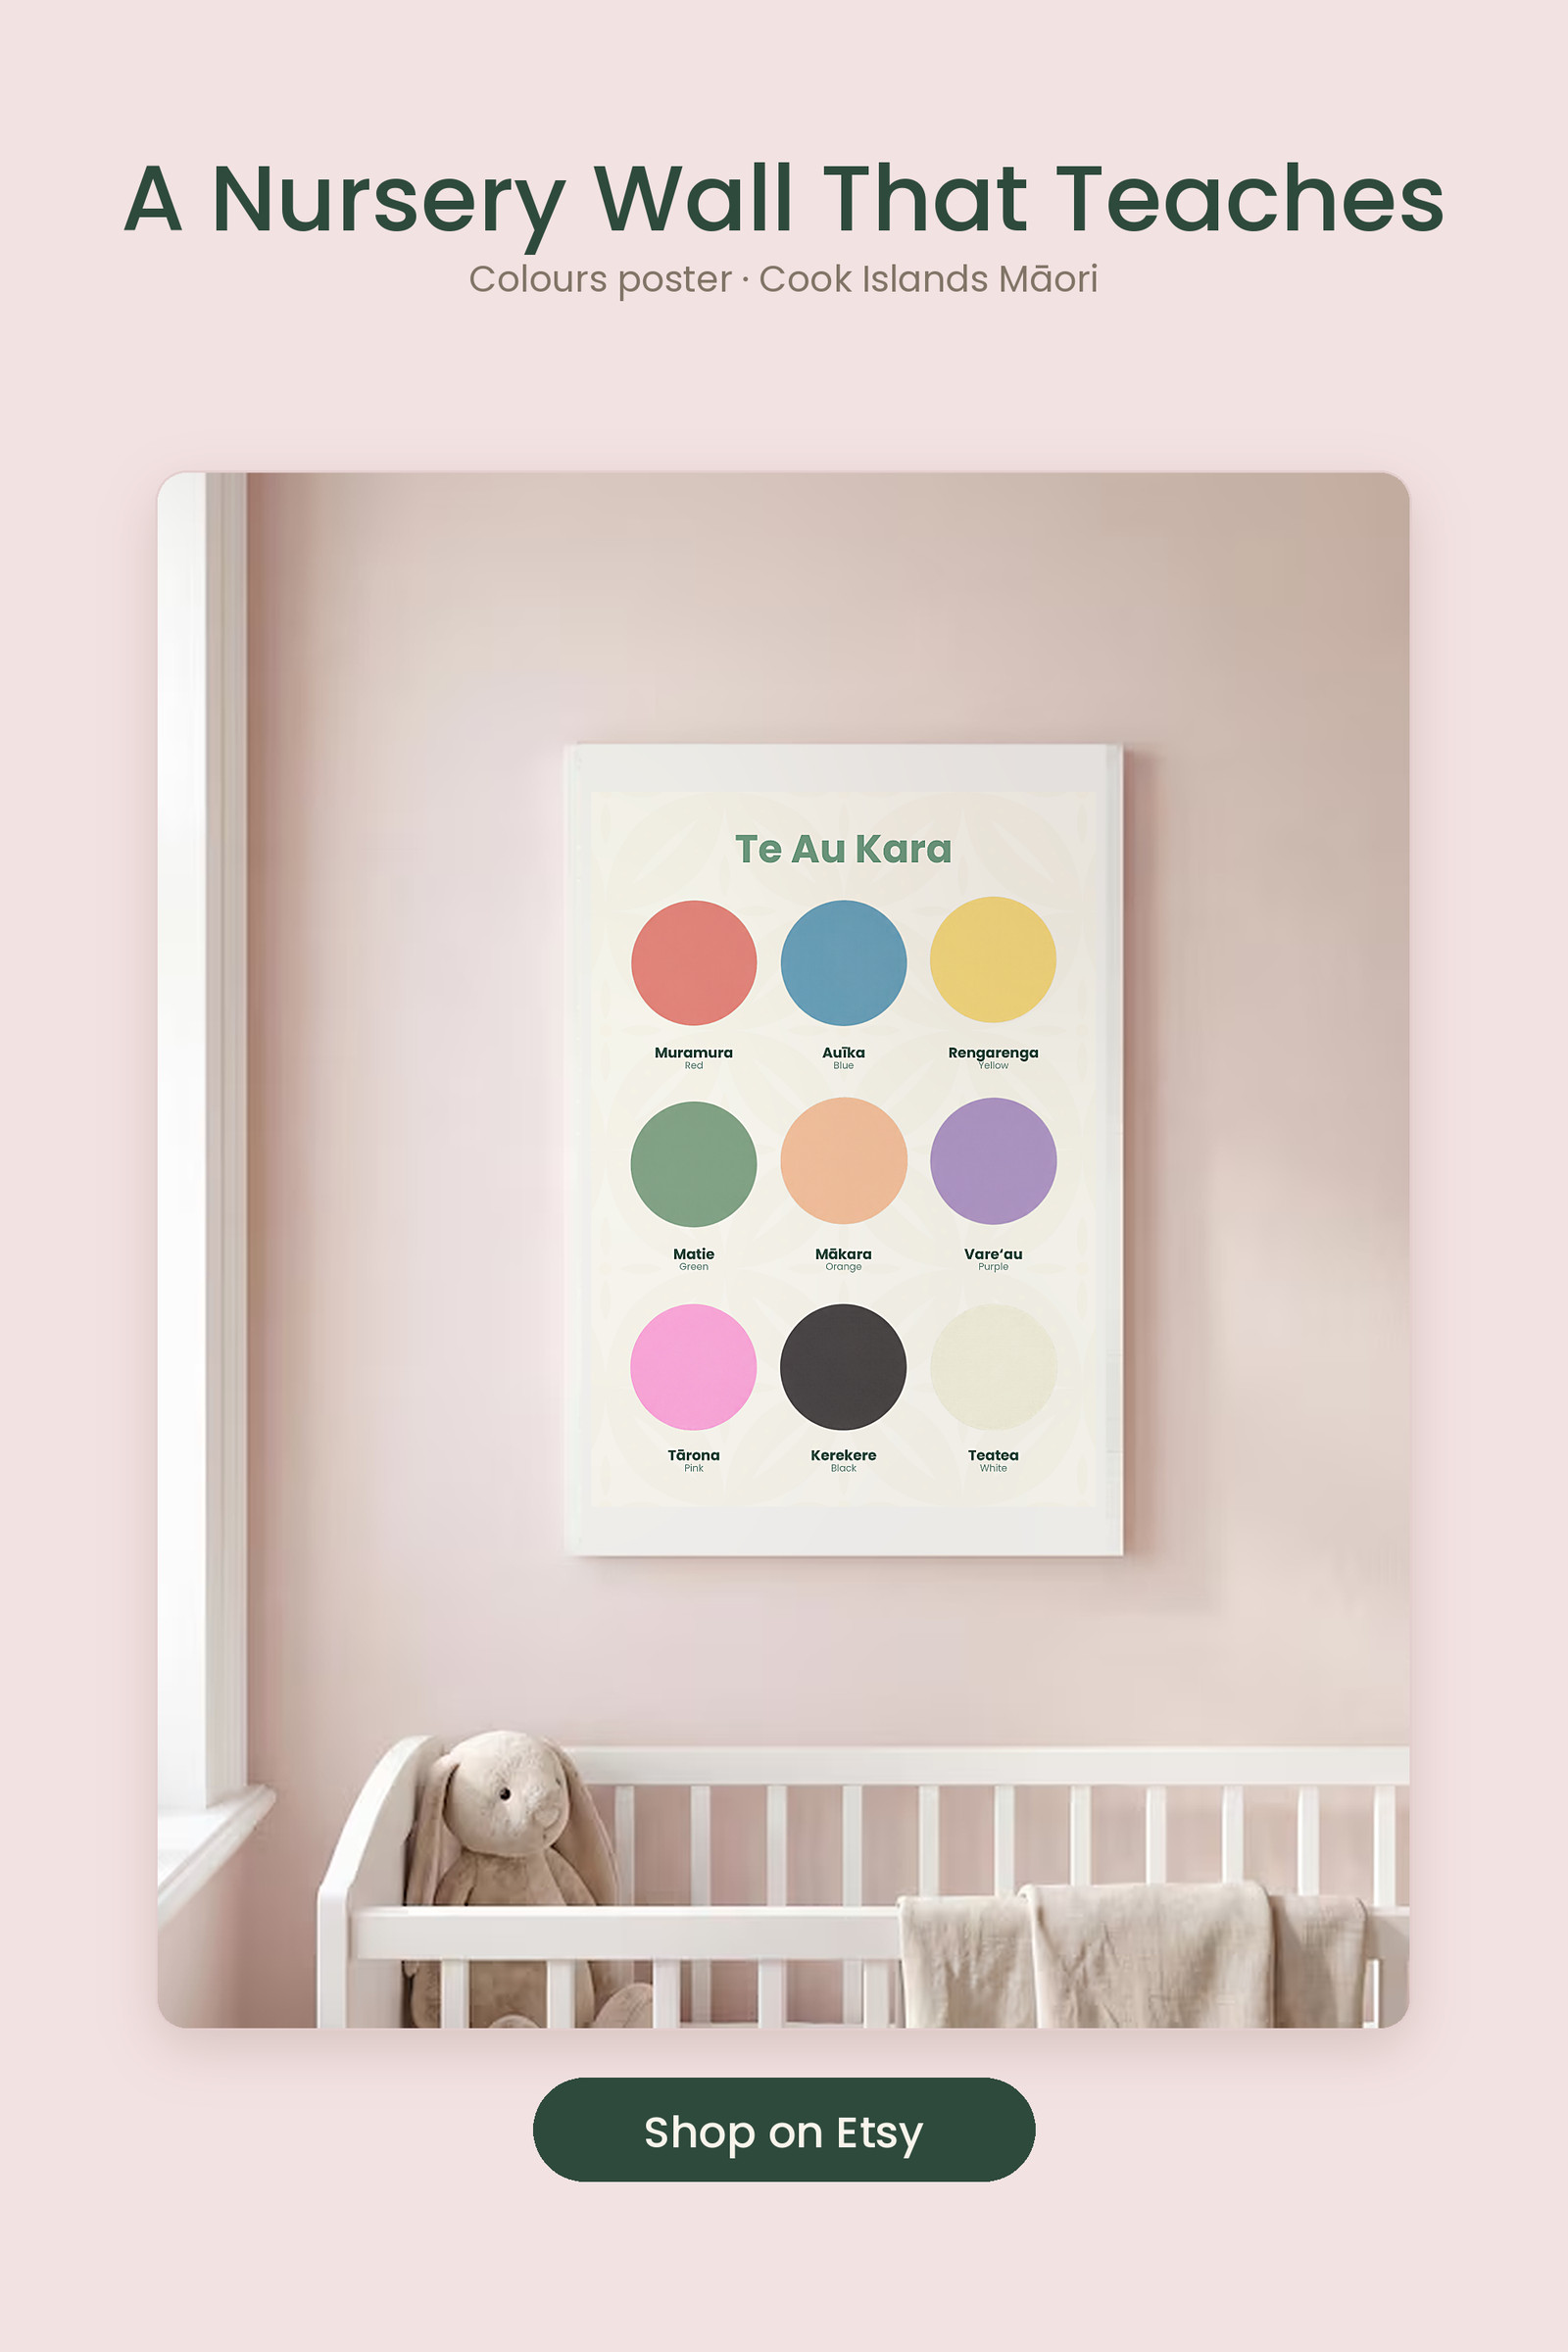 A Nursery Wall That Teaches
Colours poster · Cook Islands Māori
Te Au Kara
Muramura
Red
Auīka
Blue
Rengarenga
Yellow
Matie
Green
Mākara
Orange
Vare‘au
Purple
Tārona
Pink
Kerekere
Black
Teatea
White
Shop on Etsy